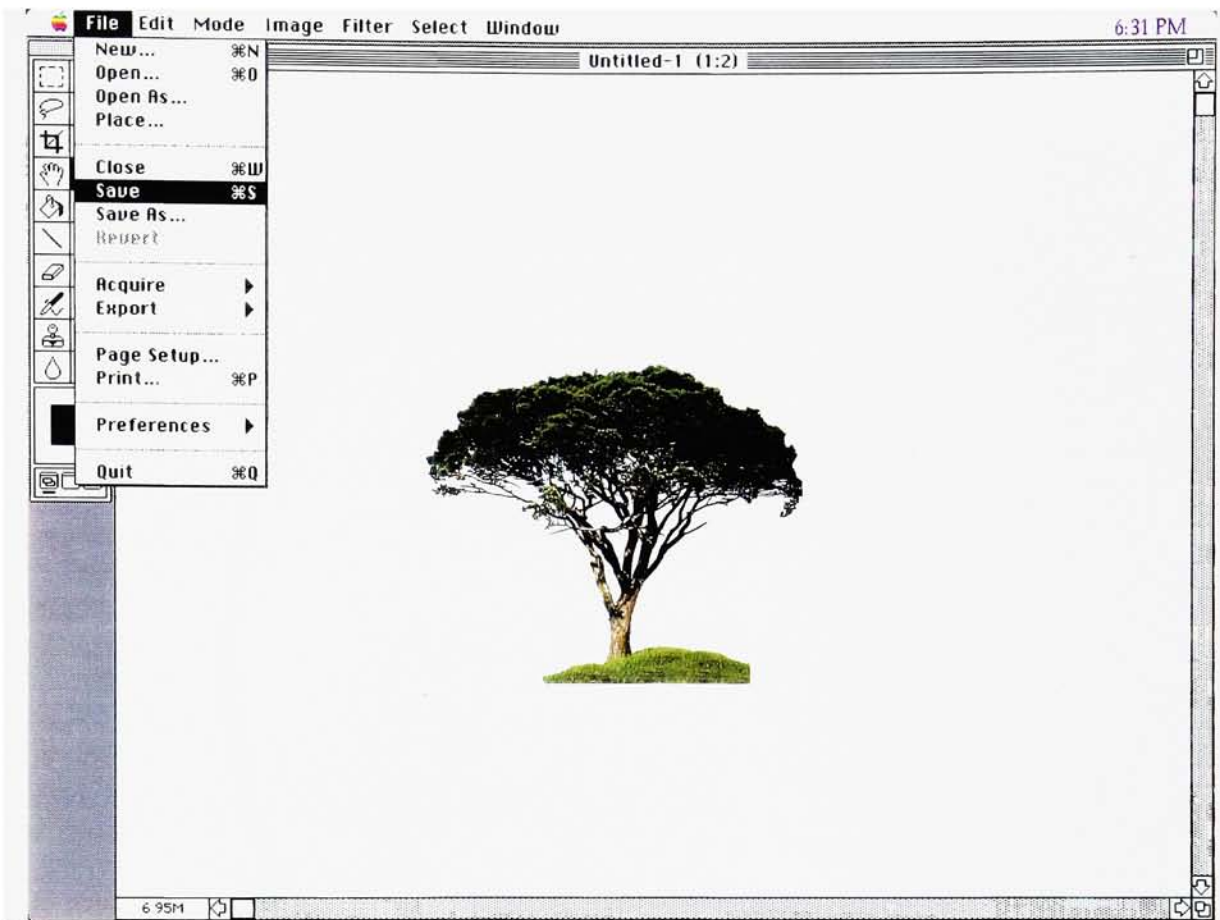 File Edit Mode Image Filter Select Window 6:31 PM
Untitled-1 (1:2)
New... ⌘N
Open... ⌘O
Open As...
Place...
Close ⌘W
Save ⌘S
Save As...
Revert
Acquire
Export
Page Setup...
Print... ⌘P
Preferences
Quit ⌘Q
6 95M